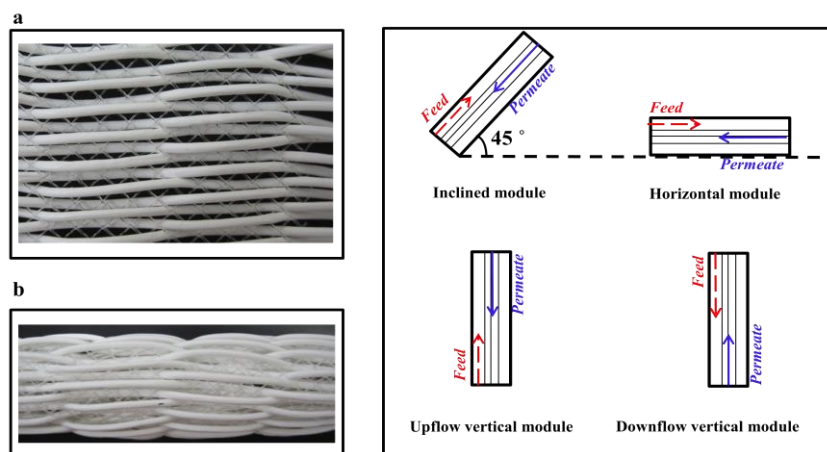 a
b
Feed
Permeate
45 °
Inclined module
Feed
Permeate
Horizontal module
Feed
Permeate
Upflow vertical module
Feed
Permeate
Downflow vertical module